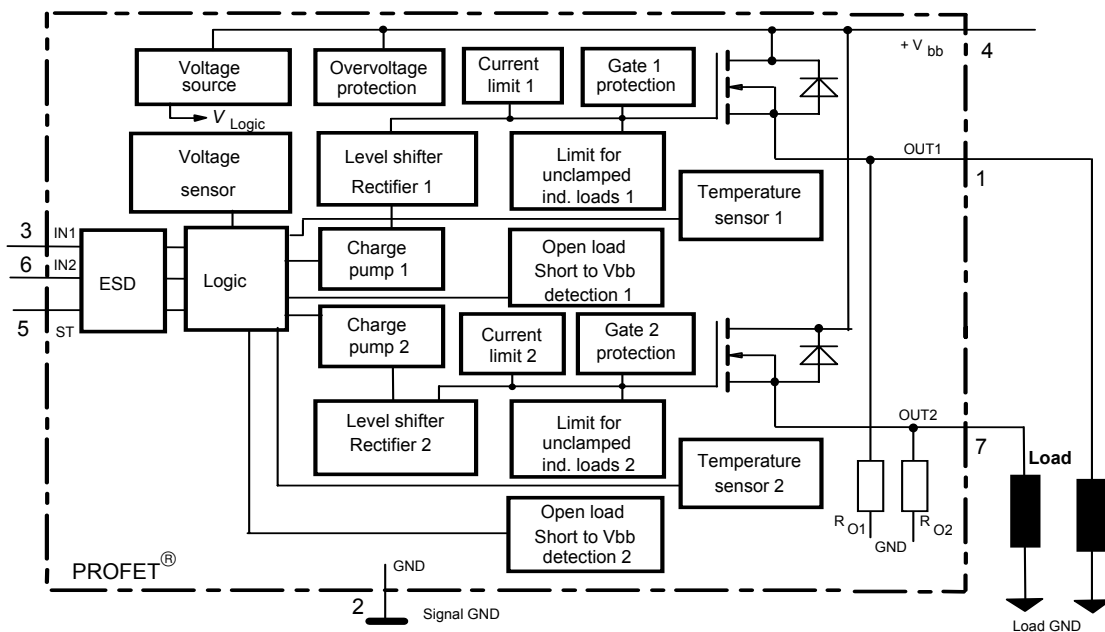 + V bb
4
Voltage
source
Overvoltage
protection
Current
limit 1
Gate 1
protection
V Logic
Voltage
sensor
Level shifter
Rectifier 1
Limit for
unclamped
ind. loads 1
OUT1
1
Temperature
sensor 1
3
IN1
6
IN2
5
ST
ESD
Logic
Charge
pump 1
Open load
Short to Vbb
detection 1
Charge
pump 2
Current
limit 2
Gate 2
protection
Level shifter
Rectifier 2
Limit for
unclamped
ind. loads 2
OUT2
7
Temperature
sensor 2
Load
R O1
GND
R O2
Open load
Short to Vbb
detection 2
PROFET®
GND
2
Signal GND
Load GND